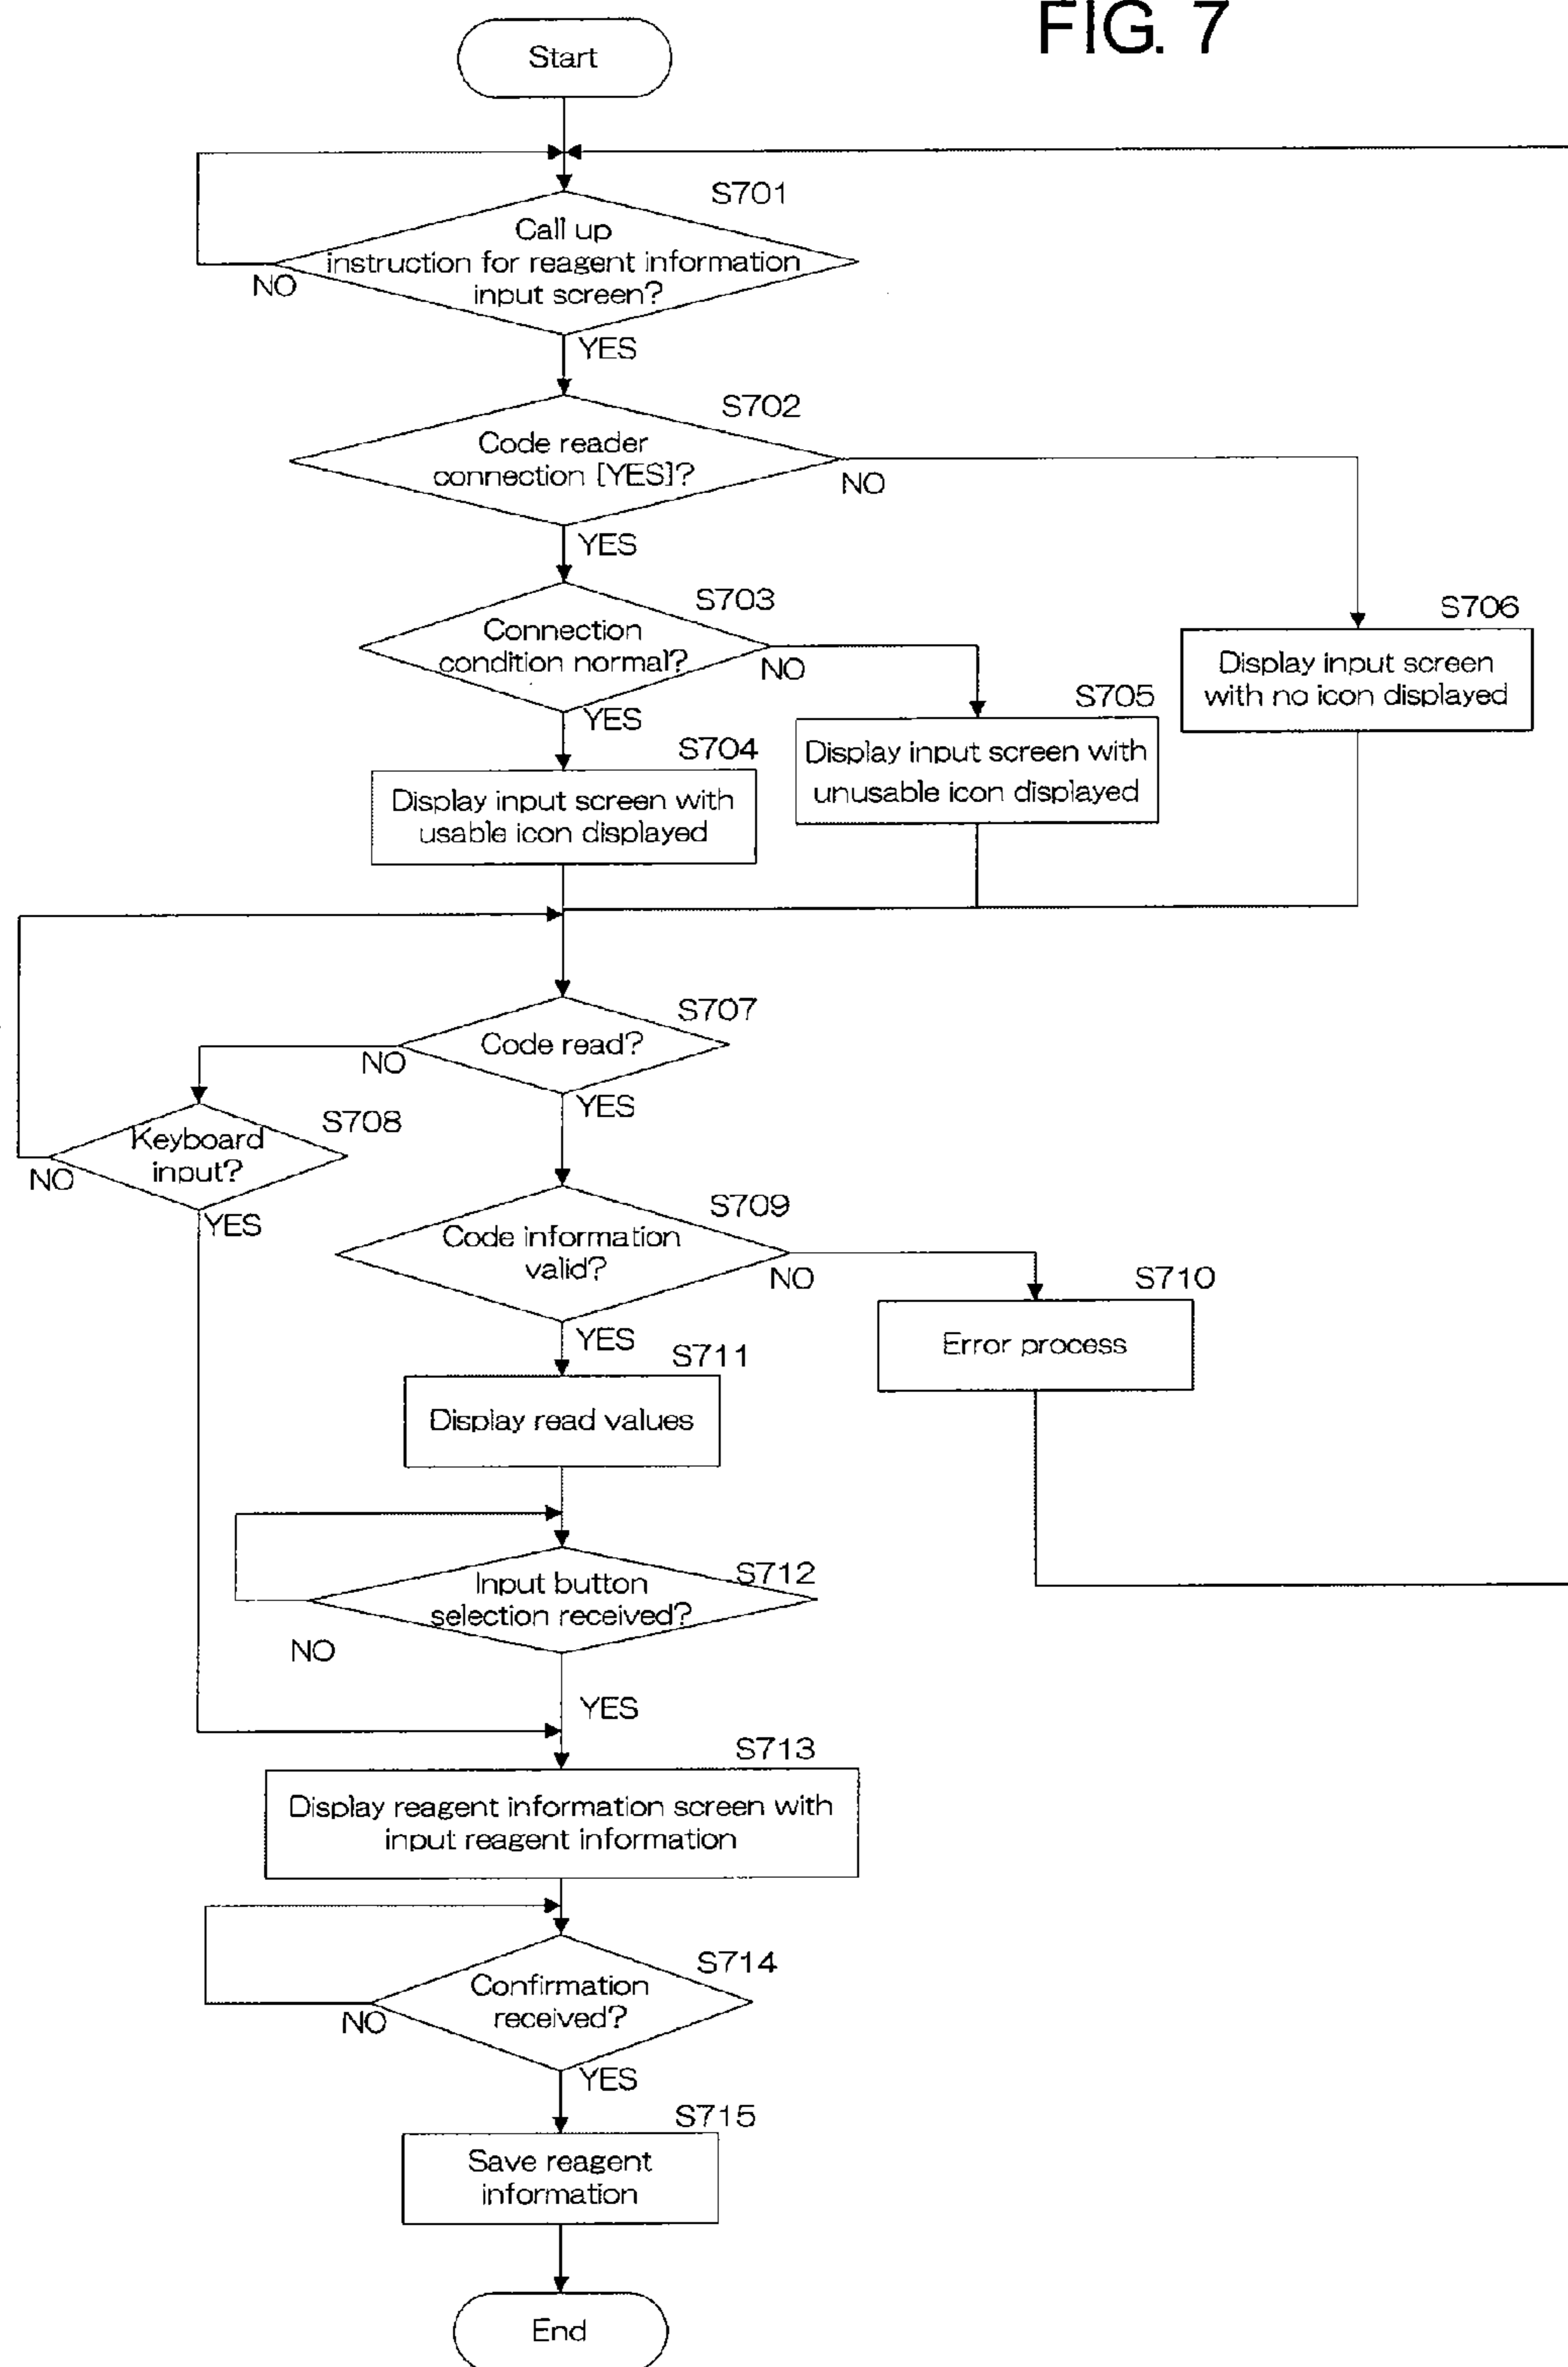 FIG. 7
Start
S701
Call up
instruction for reagent information
input screen?
NO
YES
S702
Code reader
connection [YES]?
NO
YES
S703
Connection
condition normal?
NO
YES
S706
Display input screen
with no icon displayed
S705
Display input screen with
unusable icon displayed
S704
Display input screen with
usable icon displayed
S707
Code read?
NO
YES
S708
Keyboard
input?
NO
YES
S709
Code information
valid?
NO
YES
S710
Error process
S711
Display read values
S712
Input button
selection received?
NO
YES
S713
Display reagent information screen with
input reagent information
S714
Confirmation
received?
NO
YES
S715
Save reagent
information
End